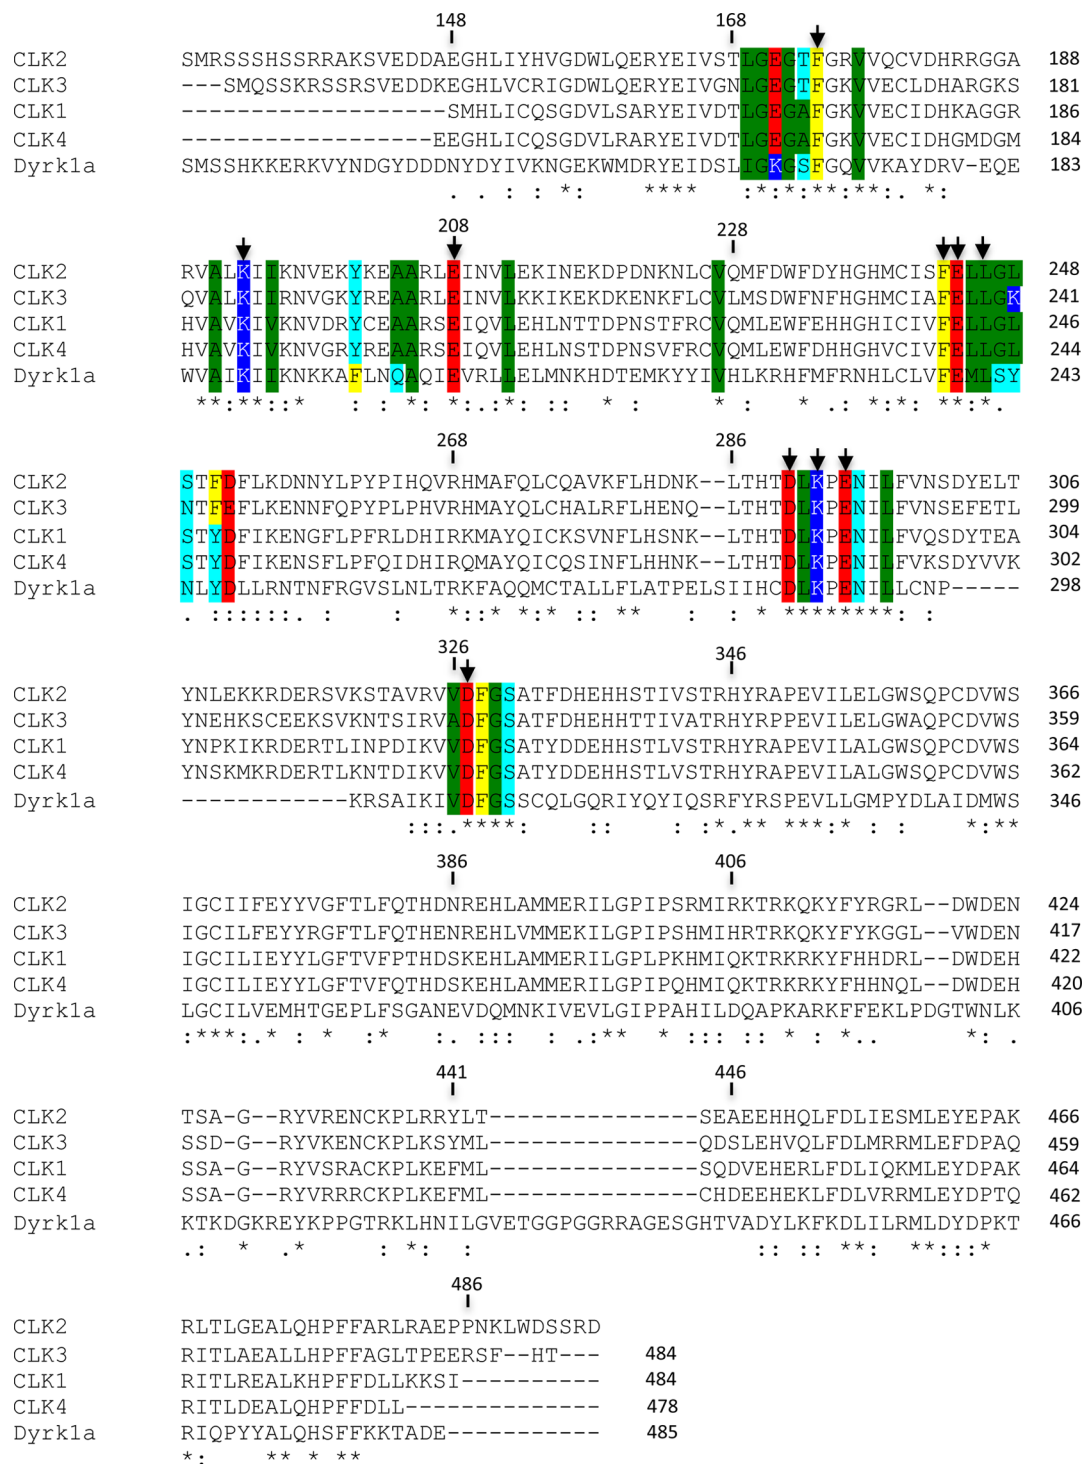 148 168
CLK2 SMRSSSHSSRRAKSVEDDAEGHLIYHVGDWLQERYEIVSTLGEGTFGRVVQCVDHRRGGA 188
CLK3 ---SMQSSKRSSRSVEDDKEGHLVCRIGDWLQERYEIVGNLGEGTFGKVVECLDHARGKS 181
CLK1 -------------------SMHLICQSGDVLSARYEIVDTLGEGAFGKVVECIDHKAGGR 186
CLK4 ------------------EEGHLICQSGDVLRARYEIVDTLGEGAFGKVVECIDHGMDGM 184
Dyrk1a SMSSHKKERKVYNDGYDDDNYDYIVKNGEKWMDRYEIDSLIGKGSFGQVVKAYDRV-EQE 183
. . : : *: **** :*:*:**:**:. *:
208 228
CLK2 RVALKIIKNVEKYKEAARLEINVLEKINEKDPDNKNLCVQMFDWFDYHGHMCISFELLGL 248
CLK3 QVALKIIRNVGKYREAARLEINVLKKIKEKDKENKFLCVLMSDWFNFHGHMCIAFELLGK 241
CLK1 HVAVKIVKNVDRYCEAARSEIQVLEHLNTTDPNSTFRCVQMLEWFEHHGHICIVFELLGL 246
CLK4 HVAVKIVKNVGRYREAARSEIQVLEHLNSTDPNSVFRCVQMLEWFDHHGHVCIVFELLGL 244
Dyrk1a WVAIKIIKNKKAFLNQAQIEVRLLELMNKHDTEMKYYIVHLKRHFMFRNHLCLVFEMLSY 243
**:**:* : : *: *:.:*: :: * : * : * .:.*:*: **:*.
268 286
CLK2 STFDFLKDNNYLPYPIHQVRHMAFQLCQAVKFLHDNK--LTHTDLKPENILFVNSDYELT 306
CLK3 NTFEFLKENNFQPYPLPHVRHMAYQLCHALRFLHENQ--LTHTDLKPENILFVNSEFETL 299
CLK1 STYDFIKENGFLPFRLDHIRKMAYQICKSVNFLHSNK--LTHTDLKPENILFVQSDYTEA 304
CLK4 STYDFIKENSFLPFQIDHIRQMAYQICQSINFLHHNK--LTHTDLKPENILFVKSDYVVK 302
Dyrk1a NLYDLLRNTNFRGVSLNLTRKFAQQMCTALLFLATPELSIIHCDLKPENILLCNP----- 298
. ::::::. : : *::* *:* :: ** : : * ********: :
326 346
CLK2 YNLEKKRDERSVKSTAVRVVDFGSATFDHEHHSTIVSTRHYRAPEVILELGWSQPCDVWS 366
CLK3 YNEHKSCEEKSVKNTSIRVADFGSATFDHEHHTTIVATRHYRPPEVILELGWAQPCDVWS 359
CLK1 YNPKIKRDERTLINPDIKVVDFGSATYDDEHHSTLVSTRHYRAPEVILALGWSQPCDVWS 364
CLK4 YNSKMKRDERTLKNTDIKVVDFGSATYDDEHHSTLVSTRHYRAPEVILALGWSQPCDVWS 362
Dyrk1a ------------KRSAIKIVDFGSSCQLGQRIYQYIQSRFYRSPEVLLGMPYDLAIDMWS 346
:::.****: :: : :*.** ***:* : *:**
386 406
CLK2 IGCIIFEYYVGFTLFQTHDNREHLAMMERILGPIPSRMIRKTRKQKYFYRGRL--DWDEN 424
CLK3 IGCILFEYYRGFTLFQTHENREHLVMMEKILGPIPSHMIHRTRKQKYFYKGGL--VWDEN 417
CLK1 IGCILIEYYLGFTVFPTHDSKEHLAMMERILGPLPKHMIQKTRKRKYFHHDRL--DWDEH 422
CLK4 IGCILIEYYLGFTVFQTHDSKEHLAMMERILGPIPQHMIQKTRKRKYFHHNQL--DWDEH 420
Dyrk1a LGCILVEMHTGEPLFSGANEVDQMNKIVEVLGIPPAHILDQAPKARKFFEKLPDGTWNLK 406
:***:.* : * :* :. ::: : .:** * ::: :: * : *.. *: .
441 446
CLK2 TSA-G--RYVRENCKPLRRYLT---------------SEAEEHHQLFDLIESMLEYEPAK 466
CLK3 SSD-G--RYVKENCKPLKSYML---------------QDSLEHVQLFDLMRRMLEFDPAQ 459
CLK1 SSA-G--RYVSRACKPLKEFML---------------SQDVEHERLFDLIQKMLEYDPAK 464
CLK4 SSA-G--RYVRRRCKPLKEFML---------------CHDEEHEKLFDLVRRMLEYDPTQ 462
Dyrk1a KTKDGKREYKPPGTRKLHNILGVETGGPGGRRAGESGHTVADYLKFKDLILRMLDYDPKT 466
.: * .* : *: : :: :: **: **:::*
486
CLK2 RLTLGEALQHPFFARLRAEPPNKLWDSSRD
CLK3 RITLAEALLHPFFAGLTPEERSF--HT--- 484
CLK1 RITLREALKHPFFDLLKKSI---------- 484
CLK4 RITLDEALQHPFFDLL-------------- 478
Dyrk1a RIQPYYALQHSFFKKTADE----------- 485
*: ** * **